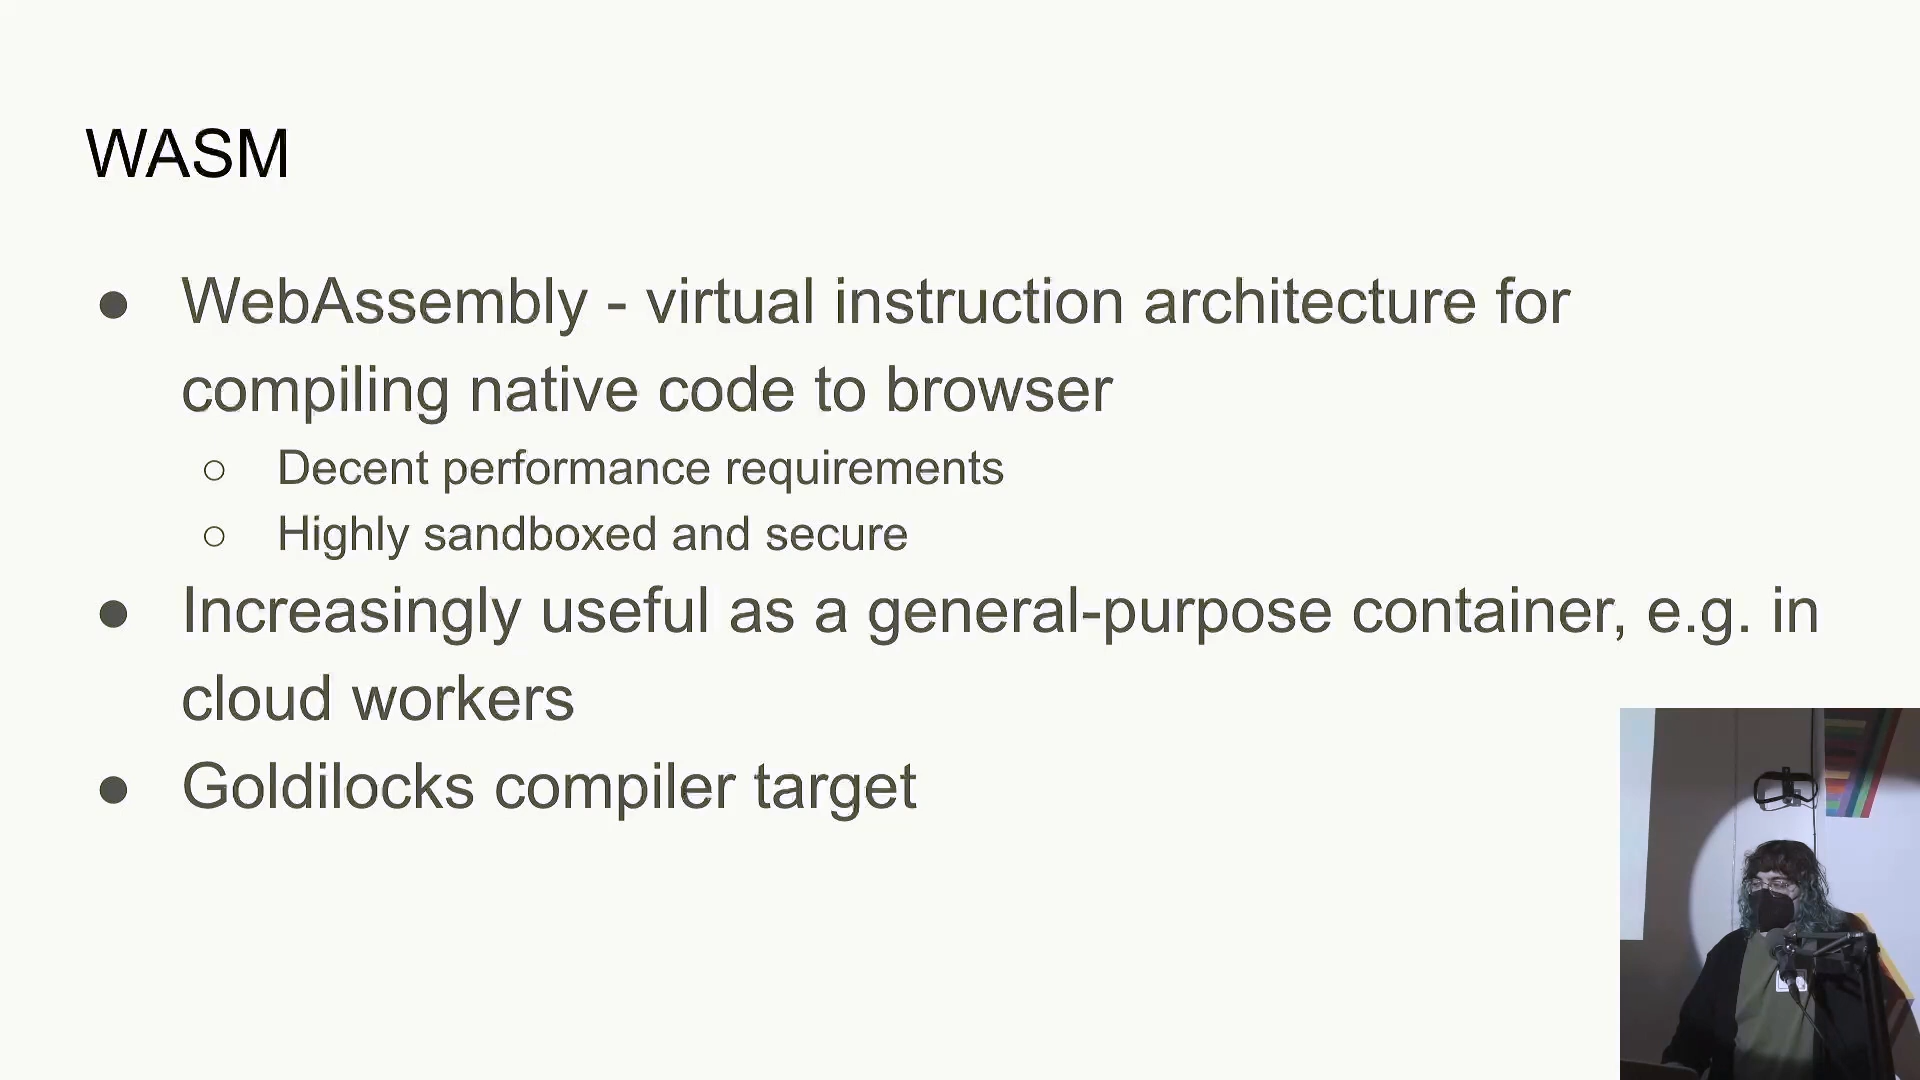 WASM
● WebAssembly - virtual instruction architecture for
compiling native code to browser
○ Decent performance requirements
○ Highly sandboxed and secure
● Increasingly useful as a general-purpose container, e.g. in
cloud workers
● Goldilocks compiler target